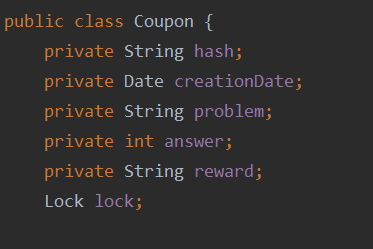 public class Coupon {
    private String hash;
    private Date creationDate;
    private String problem;
    private int answer;
    private String reward;
    Lock lock;